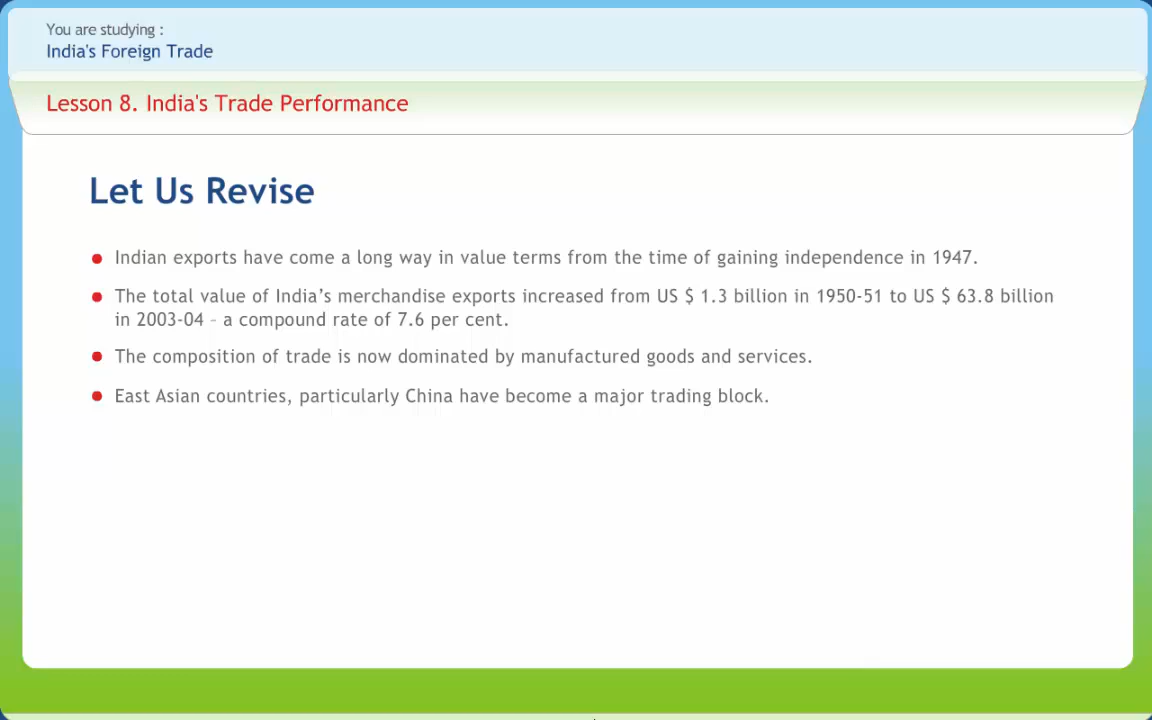 You are studying :
India's Foreign Trade
Lesson 8. India's Trade Performance
Let Us Revise
Indian exports have come a long way in value terms from the time of gaining independence in 1947.
The total value of India’s merchandise exports increased from US $ 1.3 billion in 1950-51 to US $ 63.8 billion
in 2003-04 – a compound rate of 7.6 per cent.
The composition of trade is now dominated by manufactured goods and services.
East Asian countries, particularly China have become a major trading block.